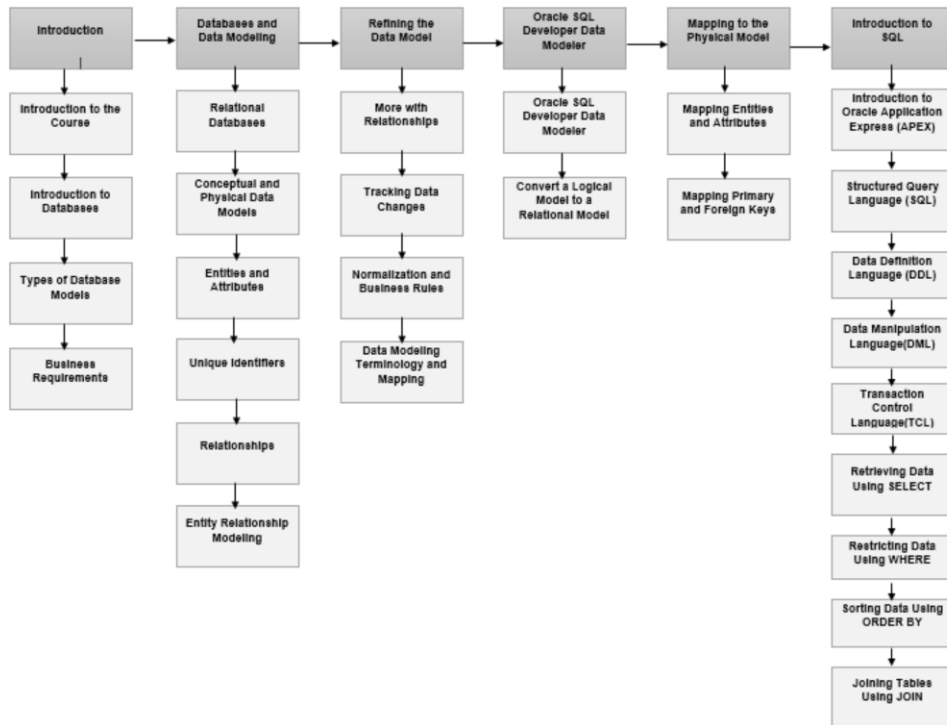 Introduction
Databases and
Data Modeling
Refining the
Data Model
Oracle SQL
Developer Data
Modeler
Mapping to the
Physical Model
Introduction to
SQL
Introduction to the
Course
Introduction to
Databases
Types of Database
Models
Business
Requirements
Relational
Databases
Conceptual and
Physical Data
Models
Entities and
Attributes
Unique Identifiers
Relationships
Entity Relationship
Modeling
More with
Relationships
Tracking Data
Changes
Normalization and
Business Rules
Data Modeling
Terminology and
Mapping
Oracle SQL
Developer Data
Modeler
Convert a Logical
Model to a
Relational Model
Mapping Entities
and Attributes
Mapping Primary
and Foreign Keys
Introduction to
Oracle Application
Express (APEX)
Structured Query
Language (SQL)
Data Definition
Language (DDL)
Data Manipulation
Language(DML)
Transaction
Control
Language(TCL)
Retrieving Data
Using SELECT
Restricting Data
Using WHERE
Sorting Data Using
ORDER BY
Joining Tables
Using JOIN